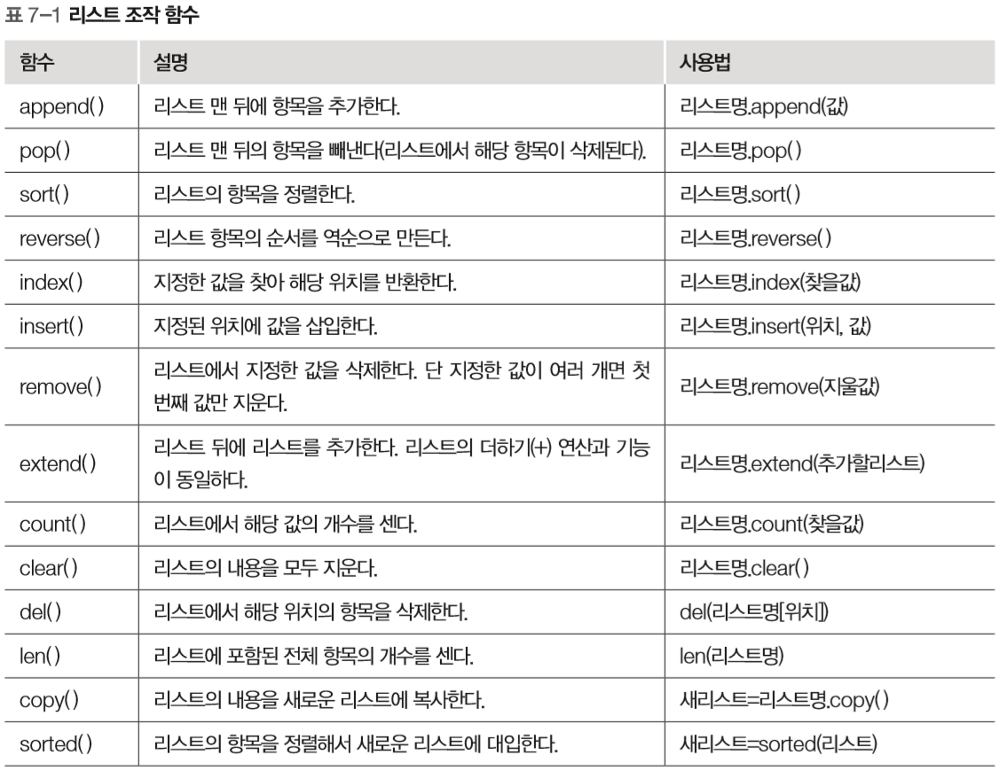 표 7-1 리스트 조작 함수
함수 설명 사용법
append( ) 리스트 맨 뒤에 항목을 추가한다. 리스트명.append(값)
pop( ) 리스트 맨 뒤의 항목을 빼낸다(리스트에서 해당 항목이 삭제된다). 리스트명.pop( )
sort( ) 리스트의 항목을 정렬한다. 리스트명.sort( )
reverse( ) 리스트 항목의 순서를 역순으로 만든다. 리스트명.reverse( )
index( ) 지정한 값을 찾아 해당 위치를 반환한다. 리스트명.index(찾을값)
insert( ) 지정된 위치에 값을 삽입한다. 리스트명.insert(위치, 값)
remove( ) 리스트에서 지정한 값을 삭제한다. 단 지정한 값이 여러 개면 첫
번째 값만 지운다. 리스트명.remove(지울값)
extend( ) 리스트 뒤에 리스트를 추가한다. 리스트의 더하기(+) 연산과 기능
이 동일하다. 리스트명.extend(추가할리스트)
count( ) 리스트에서 해당 값의 개수를 센다. 리스트명.count(찾을값)
clear( ) 리스트의 내용을 모두 지운다. 리스트명.clear( )
del( ) 리스트에서 해당 위치의 항목을 삭제한다. del(리스트명[위치])
len( ) 리스트에 포함된 전체 항목의 개수를 센다. len(리스트명)
copy( ) 리스트의 내용을 새로운 리스트에 복사한다. 새리스트=리스트명.copy( )
sorted( ) 리스트의 항목을 정렬해서 새로운 리스트에 대입한다. 새리스트=sorted(리스트)